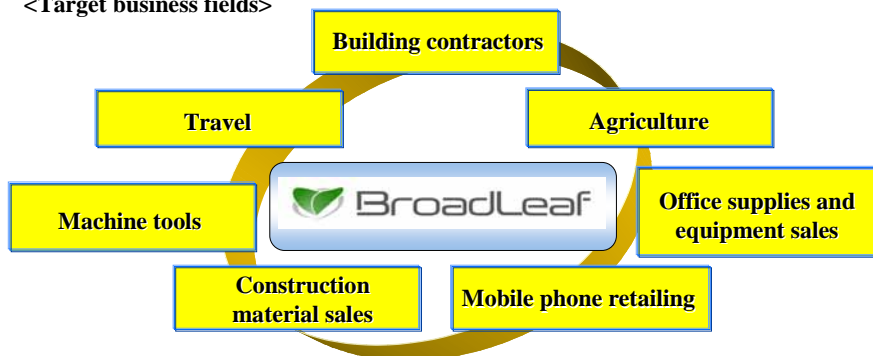 <Target business fields>
Building contractors
Travel
Agriculture
BroadLeaf
Machine tools
Office supplies and
equipment sales
Construction
material sales
Mobile phone retailing